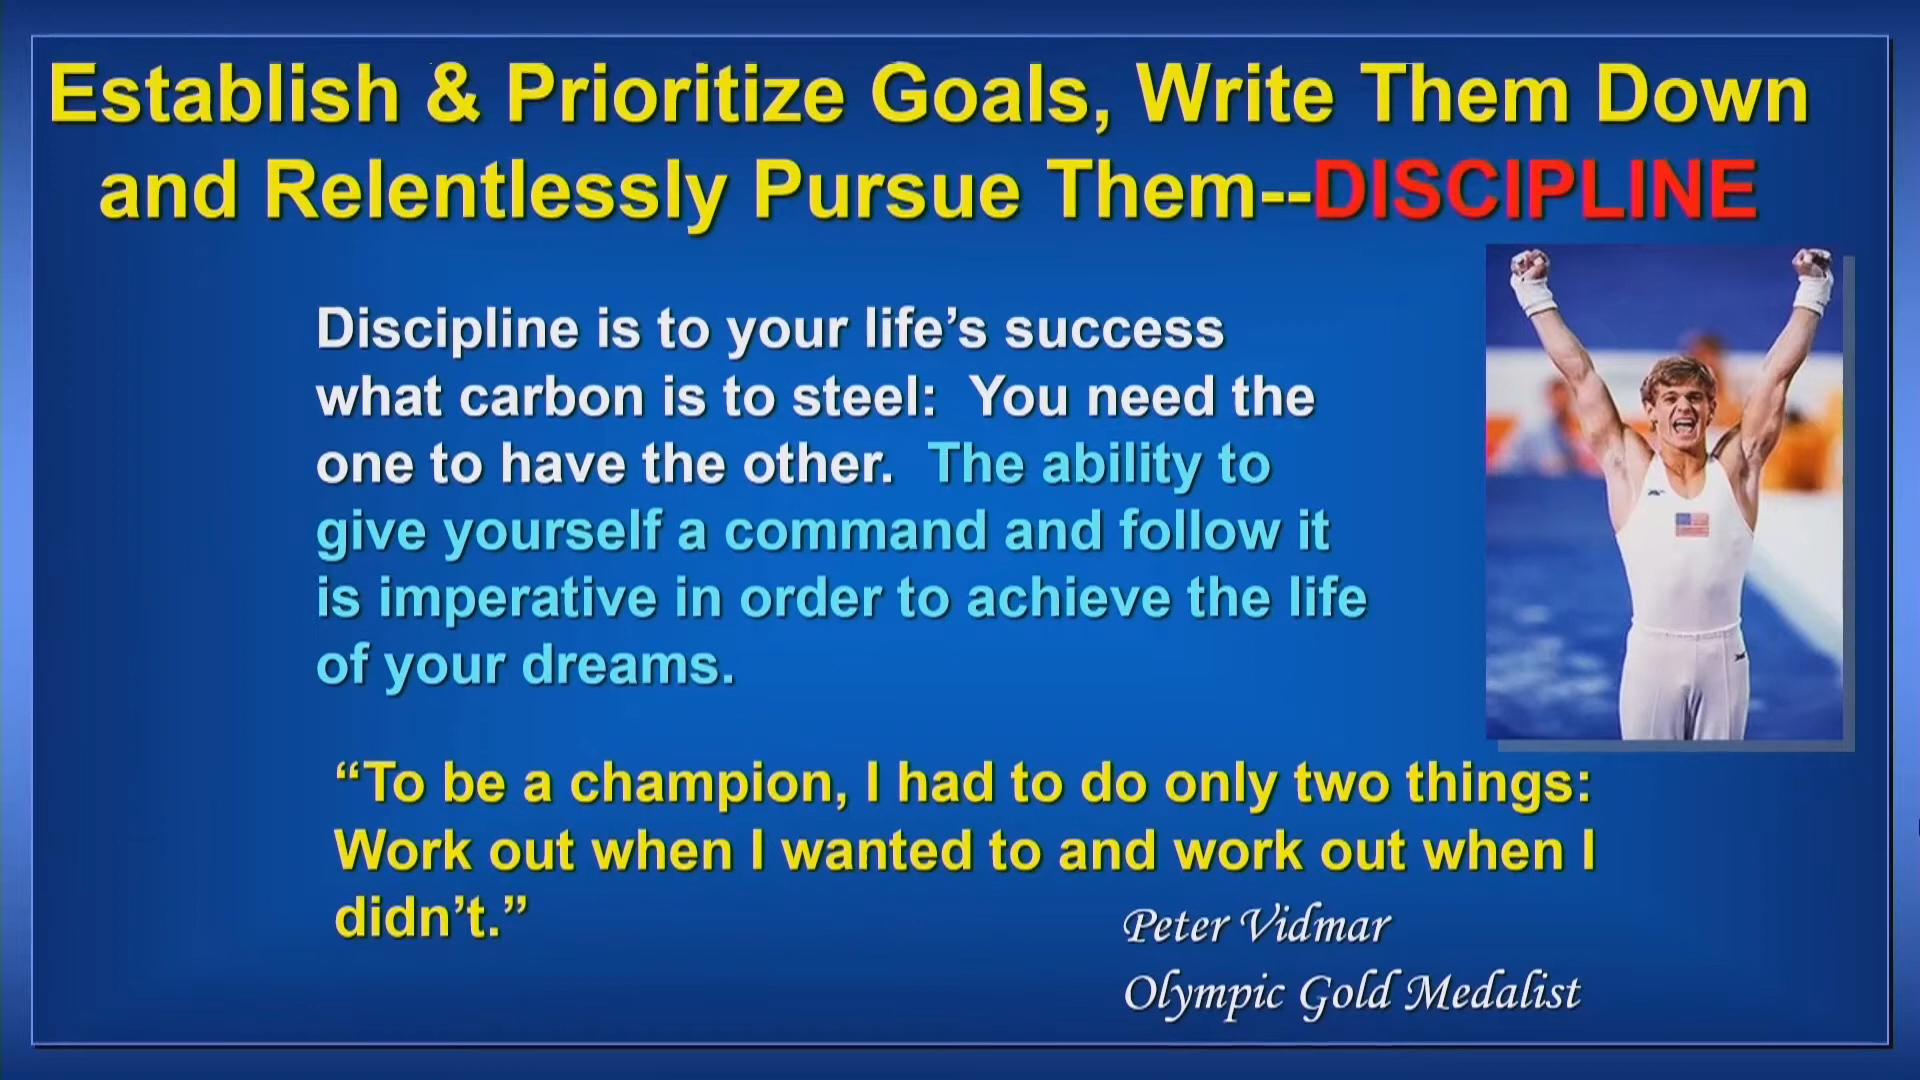 Establish & Prioritize Goals, Write Them Down
and Relentlessly Pursue Them--DISCIPLINE
Discipline is to your life’s success
what carbon is to steel:  You need the
one to have the other.  The ability to
give yourself a command and follow it
is imperative in order to achieve the life
of your dreams.
“To be a champion, I had to do only two things:
Work out when I wanted to and work out when I
didn’t.”
Peter Vidmar
Olympic Gold Medalist